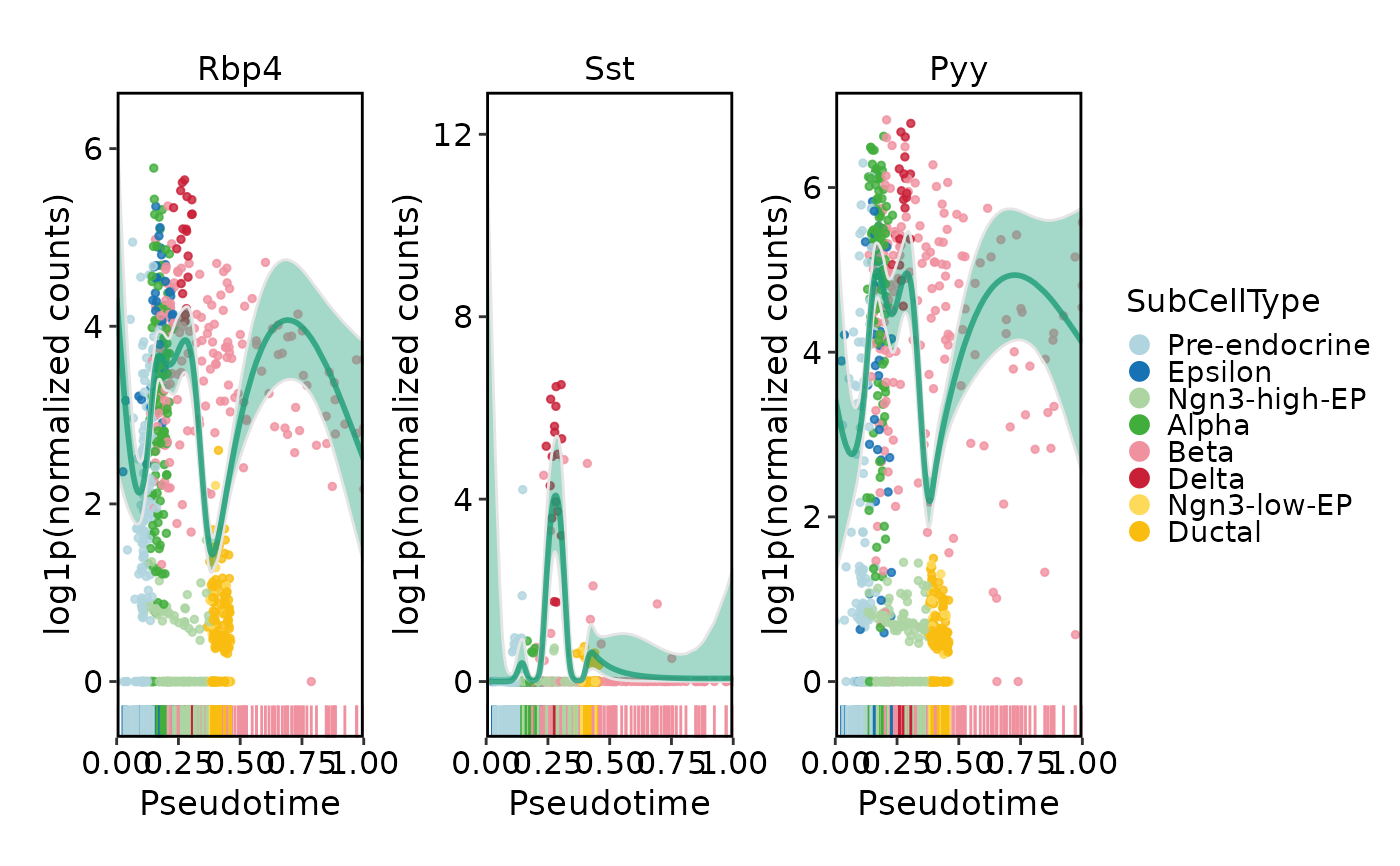 Rbp4 Sst Pyy
log1p(normalized counts)
6
4
2
0
0.00 0.25 0.50 0.75 1.00
Pseudotime
log1p(normalized counts)
12
8
4
0
0.00 0.25 0.50 0.75 1.00
Pseudotime
log1p(normalized counts)
6
4
2
0
0.00 0.25 0.50 0.75 1.00
Pseudotime
SubCellType
Pre-endocrine
Epsilon
Ngn3-high-EP
Alpha
Beta
Delta
Ngn3-low-EP
Ductal